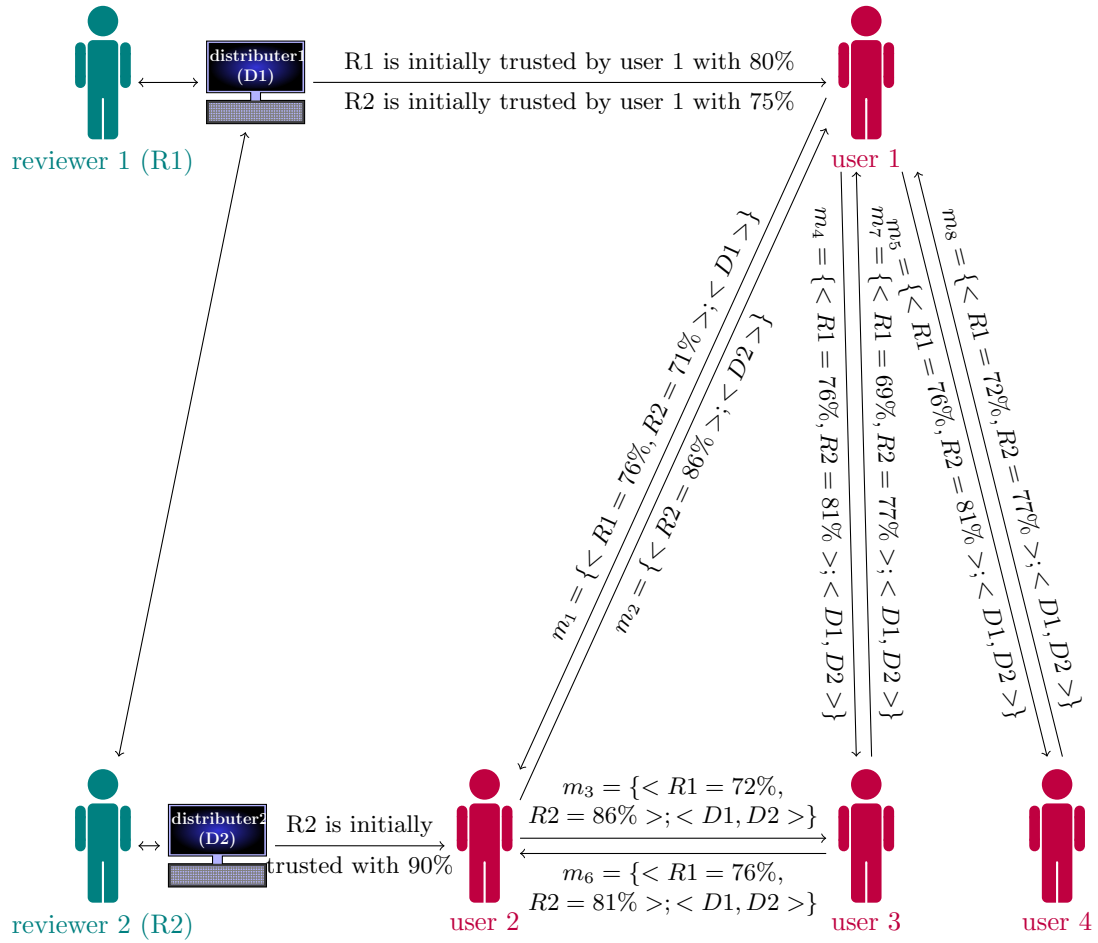 distributer1
(D1)
R1 is initially trusted by user 1 with 80%
R2 is initially trusted by user 1 with 75%
reviewer 1 (R1)
user 1
m₁ = {< R1 = 76%, R2 = 71% >; < D1 >}
m₂ = {< R2 = 86% >; < D2 >}
m₄ = {< R1 = 76%, R2 = 81% >; < D1, D2 >}
m₇ = {< R1 = 69%, R2 = 77% >; < D1, D2 >}
m₅ = {< R1 = 76%, R2 = 81% >; < D1, D2 >}
m₈ = {< R1 = 72%, R2 = 77% >; < D1, D2 >}
distributer2
(D2)
R2 is initially
trusted with 90%
m₃ = {< R1 = 72%,
R2 = 86% >; < D1, D2 >}
m₆ = {< R1 = 76%,
R2 = 81% >; < D1, D2 >}
reviewer 2 (R2)
user 2
user 3
user 4